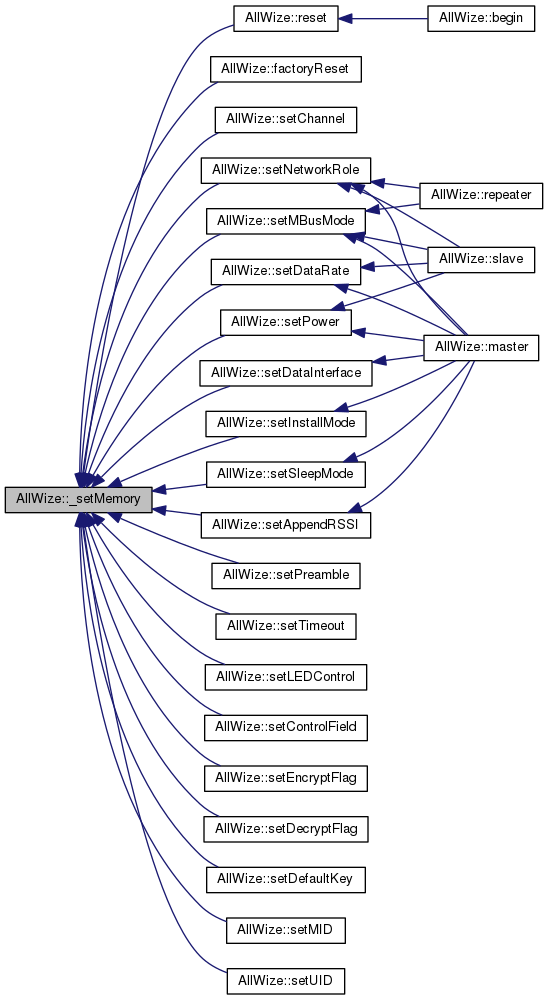 AllWize::reset
AllWize::begin
AllWize::factoryReset
AllWize::setChannel
AllWize::setNetworkRole
AllWize::repeater
AllWize::setMBusMode
AllWize::slave
AllWize::setDataRate
AllWize::setPower
AllWize::master
AllWize::setDataInterface
AllWize::setInstallMode
AllWize::setSleepMode
AllWize::_setMemory
AllWize::setAppendRSSI
AllWize::setPreamble
AllWize::setTimeout
AllWize::setLEDControl
AllWize::setControlField
AllWize::setEncryptFlag
AllWize::setDecryptFlag
AllWize::setDefaultKey
AllWize::setMID
AllWize::setUID